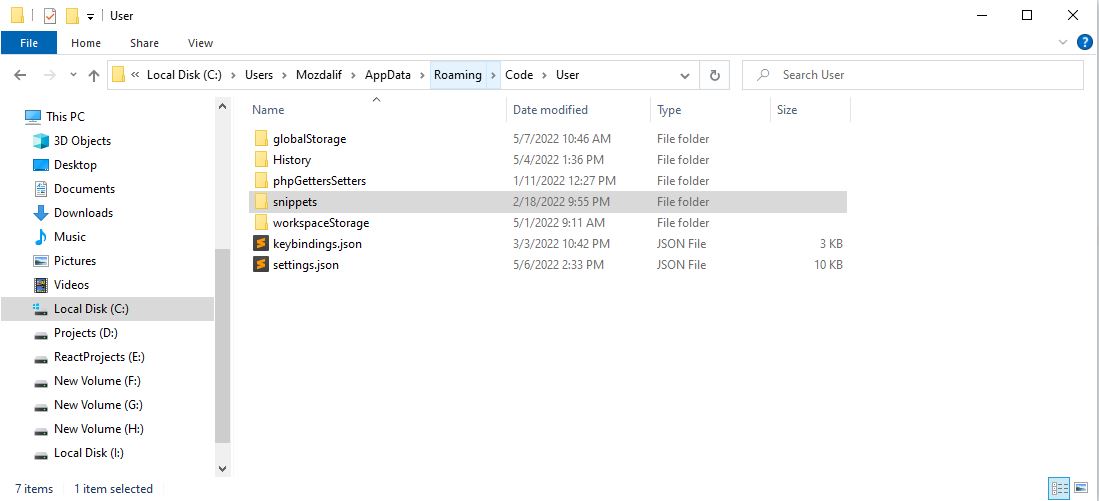 User
File Home Share View
« Local Disk (C:) > Users > Mozdalif > AppData > Roaming > Code > User
Search User
This PC
3D Objects
Desktop
Documents
Downloads
Music
Pictures
Videos
Local Disk (C:)
Projects (D:)
ReactProjects (E:)
New Volume (F:)
New Volume (G:)
New Volume (H:)
Local Disk (I:)
Name Date modified Type Size
globalStorage 5/7/2022 10:46 AM File folder
History 5/4/2022 1:36 PM File folder
phpGettersSetters 1/11/2022 12:27 PM File folder
snippets 2/18/2022 9:55 PM File folder
workspaceStorage 5/1/2022 9:11 AM File folder
keybindings.json 3/3/2022 10:42 PM JSON File 3 KB
settings.json 5/6/2022 2:33 PM JSON File 10 KB
7 items 1 item selected